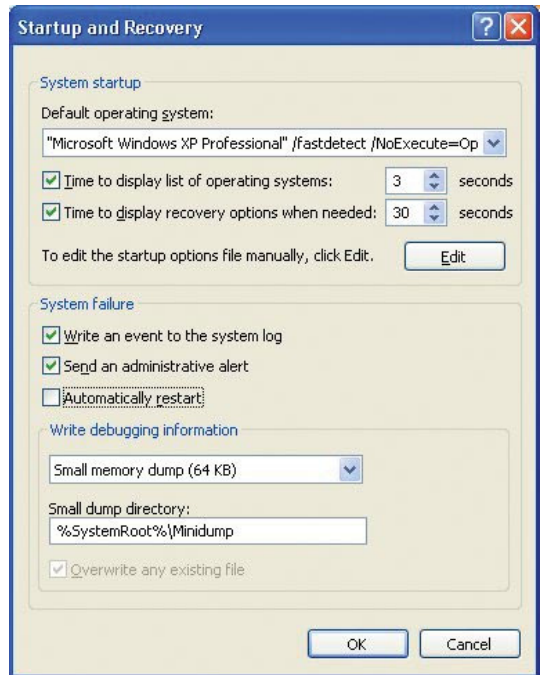 Startup and Recovery
System startup
Default operating system:
"Microsoft Windows XP Professional" /fastdetect /NoExecute=Op
Time to display list of operating systems: 3 seconds
Time to display recovery options when needed: 30 seconds
To edit the startup options file manually, click Edit. Edit
System failure
Write an event to the system log
Send an administrative alert
Automatically restart
Write debugging information
Small memory dump (64 KB)
Small dump directory:
%SystemRoot%\Minidump
Overwrite any existing file
OK Cancel